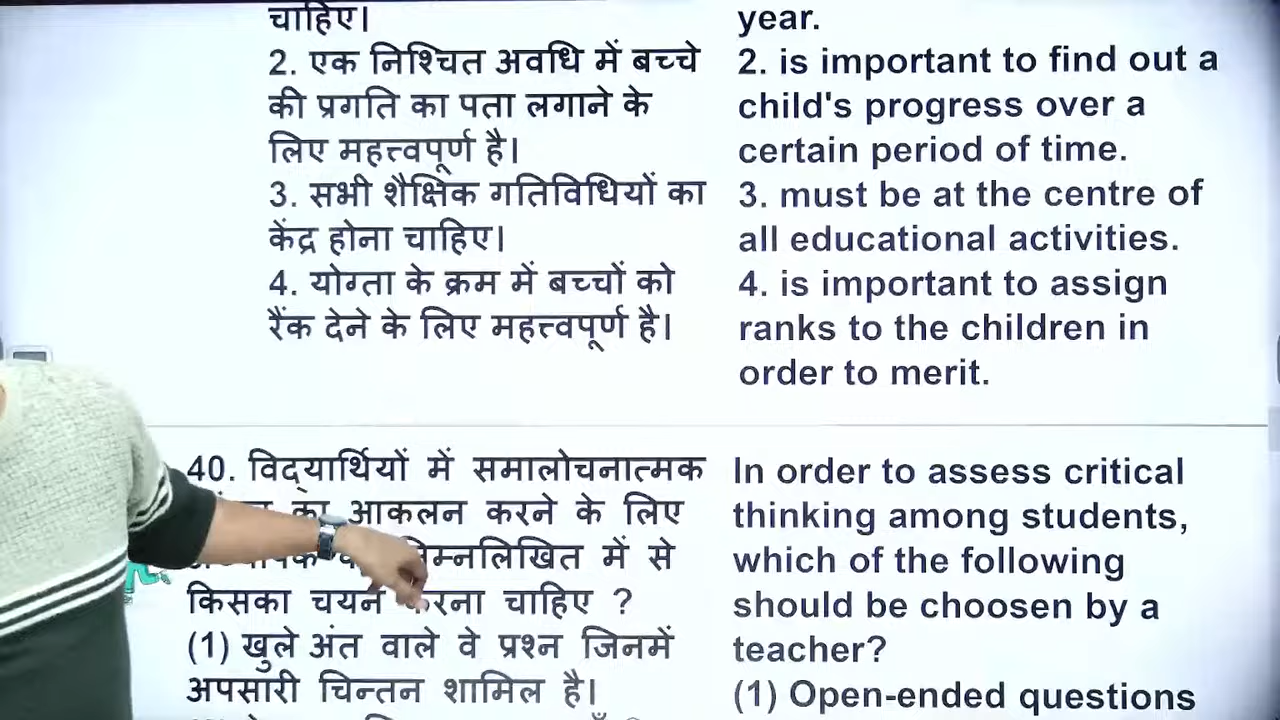 चाहिए।
2. एक निश्चित अवधि में बच्चे
की प्रगति का पता लगाने के
लिए महत्त्वपूर्ण है।
3. सभी शैक्षिक गतिविधियों का
केंद्र होना चाहिए।
4. योग्ता के क्रम में बच्चों को
रैंक देने के लिए महत्त्वपूर्ण है।
year.
2. is important to find out a
child's progress over a
certain period of time.
3. must be at the centre of
all educational activities.
4. is important to assign
ranks to the children in
order to merit.
40. विद्यार्थियों में समालोचनात्मक
का आकलन करने के लिए
में से
किसका चयन करना चाहिए ?
(1) खुले अंत वाले वे प्रश्न जिनमें
अपसारी चिन्तन शामिल है।
In order to assess critical
thinking among students,
which of the following
should be choosen by a
teacher?
(1) Open-ended questions